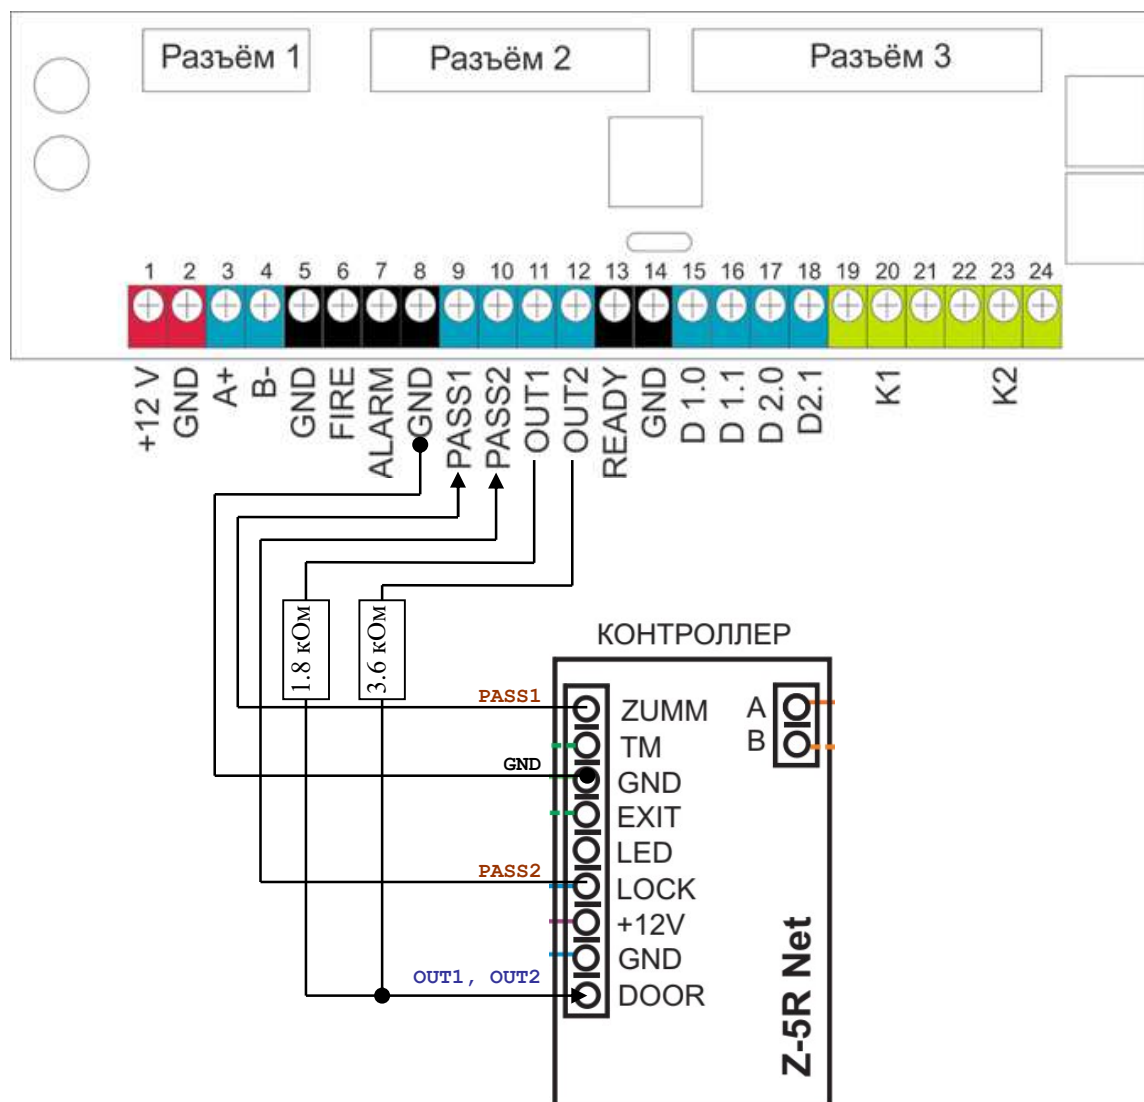 Разъём 1
Разъём 2
Разъём 3
1 2 3 4 5 6 7 8 9 10 11 12 13 14 15 16 17 18 19 20 21 22 23 24
+12 V
GND
A+
B-
GND
FIRE
ALARM
GND
PASS1
PASS2
OUT1
OUT2
READY
GND
D 1.0
D 1.1
D 2.0
D2.1
K1
K2
1.8 кОм
3.6 кОм
КОНТРОЛЛЕР
PASS1
ZUMM
A
TM
B
GND
GND
EXIT
LED
PASS2
LOCK
+12V
GND
OUT1, OUT2
DOOR
Z-5R Net